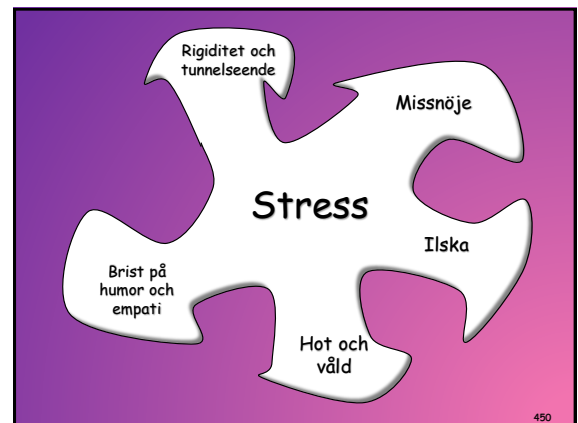 Rigiditet och
tunnelseende
Missnöje
Stress
Ilska
Brist på
humor och
empati
Hot och
våld
450